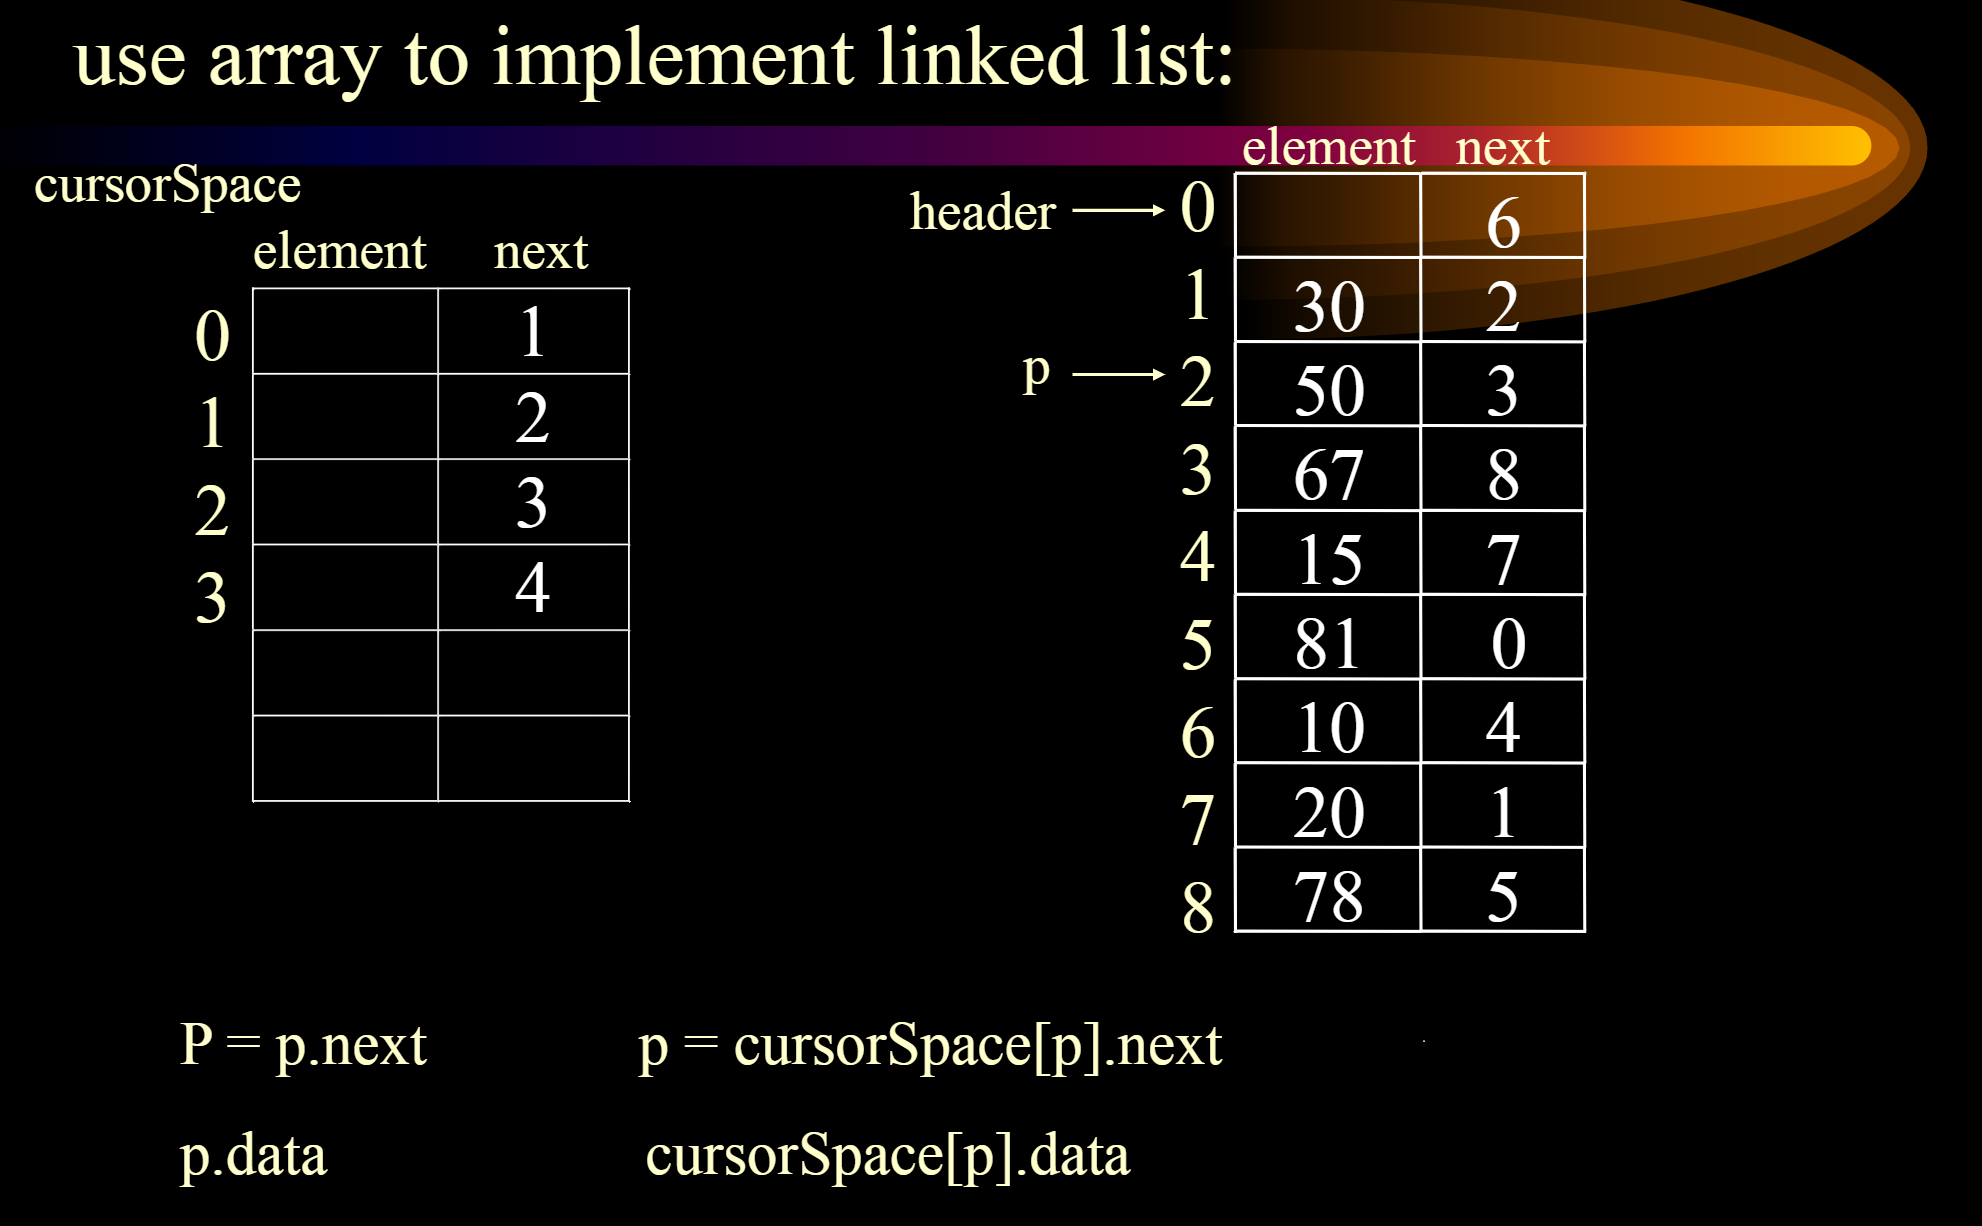 use array to implement linked list:
cursorSpace
element next
0 1
1 2
2 3
3 4
element next
header 0 6
1 30 2
p 2 50 3
3 67 8
4 15 7
5 81 0
6 10 4
7 20 1
8 78 5
P = p.next p = cursorSpace[p].next
p.data cursorSpace[p].data